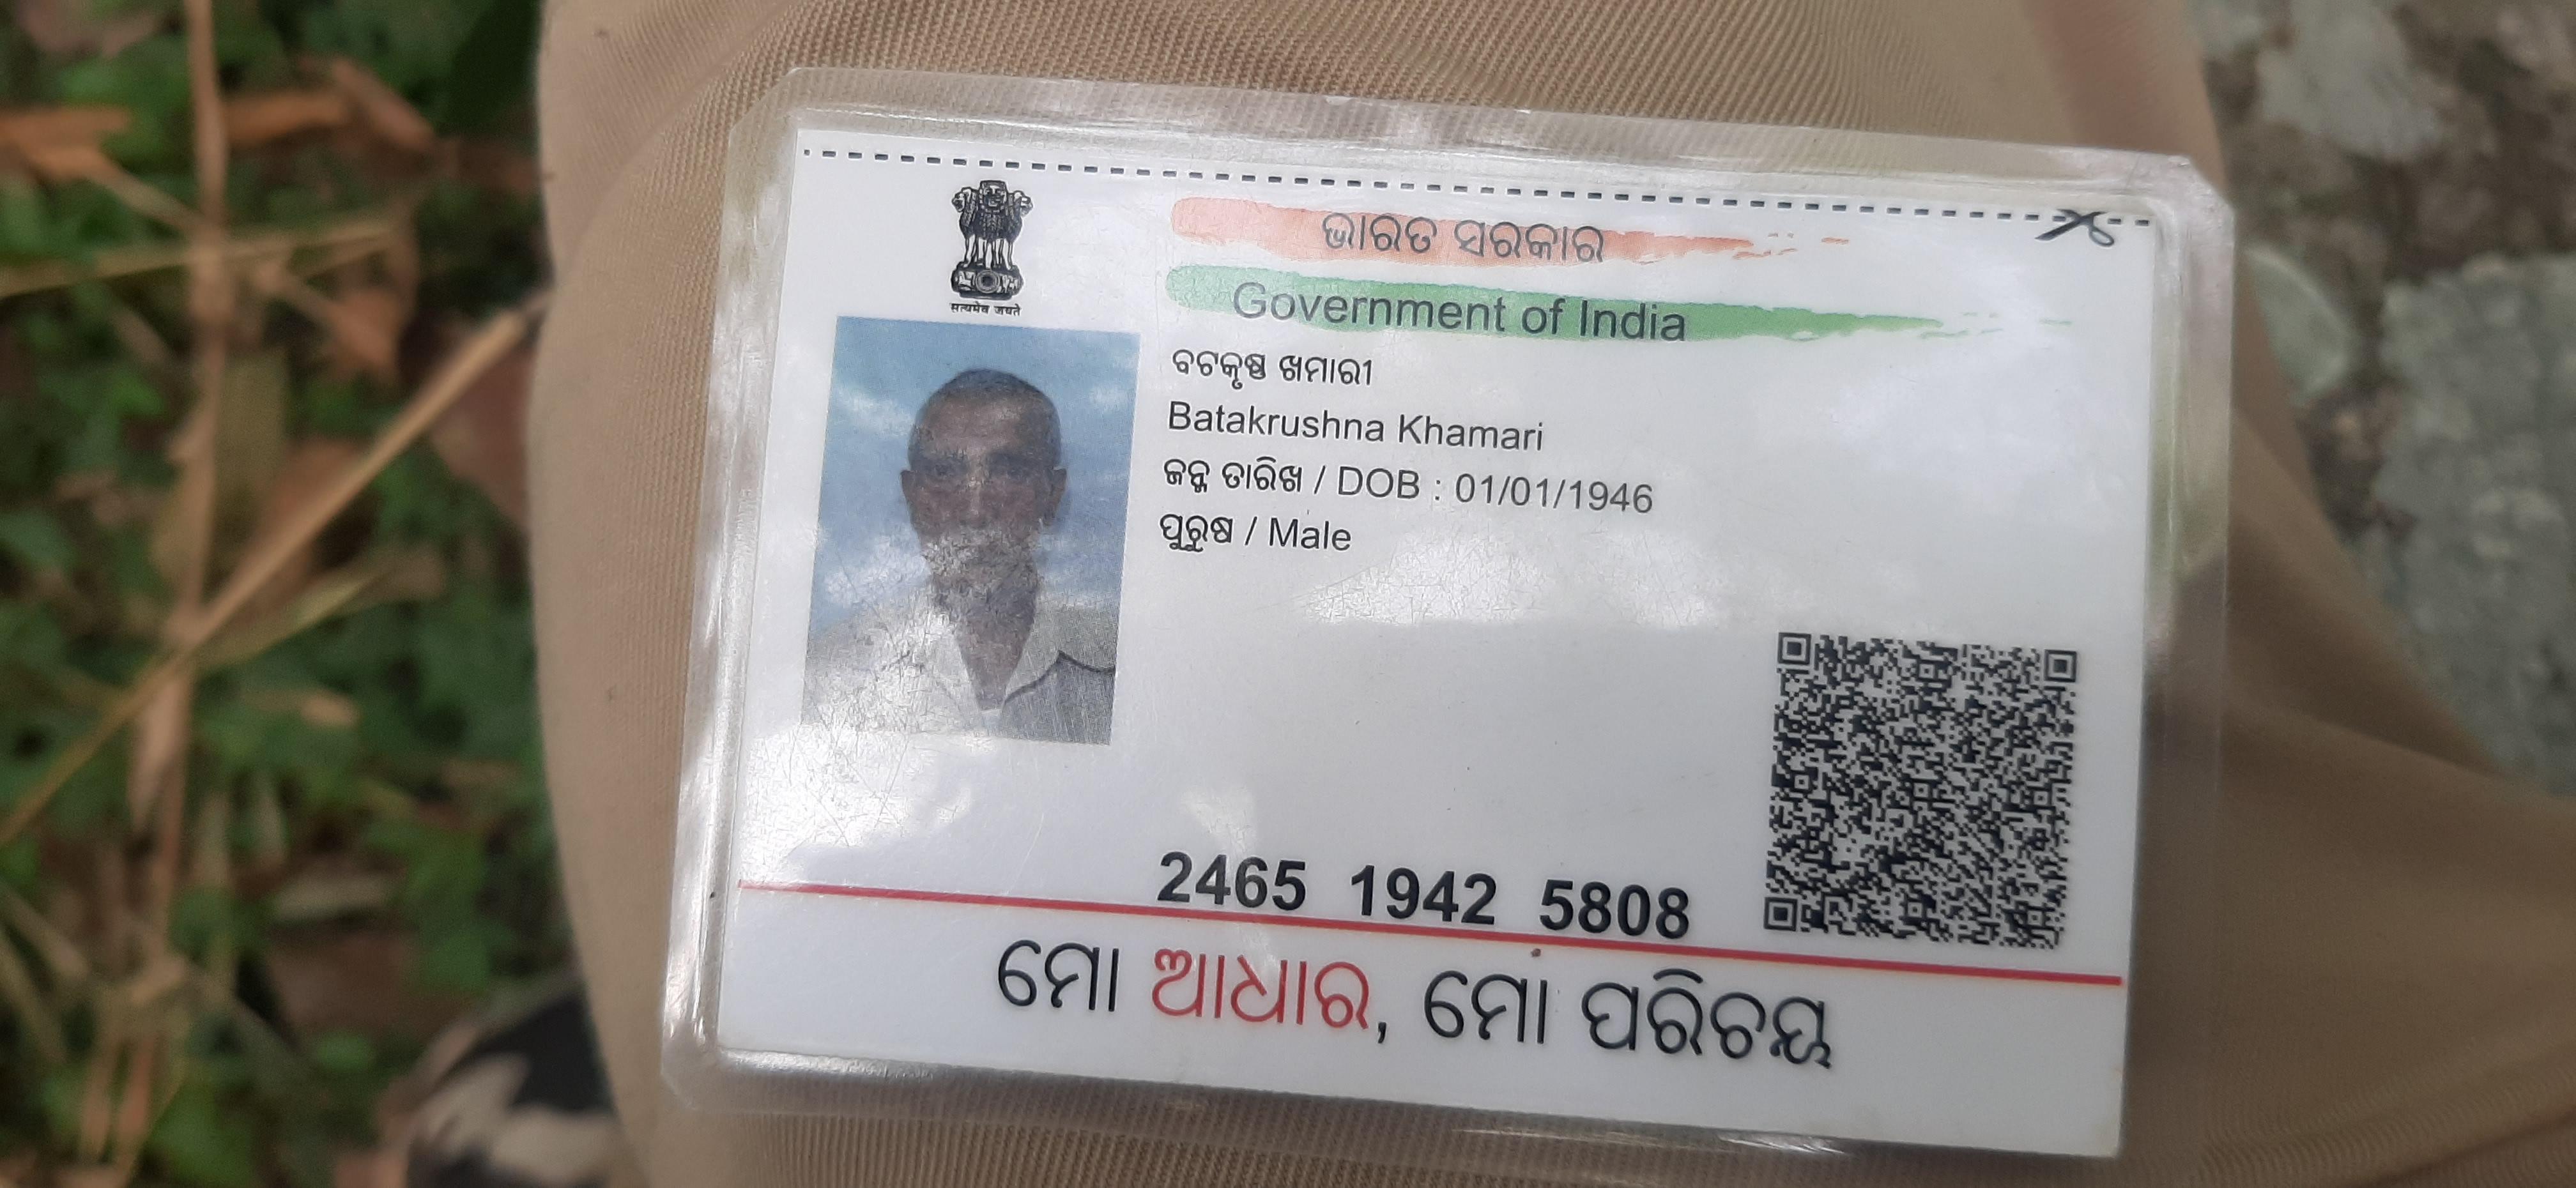 ଭାରତ ସରକାର
Government of India
सत्यमेव जयते
ବଟକୃଷ୍ଣ ଖମାରୀ
Batakrushna Khamari
ଜନ୍ମ ତାରିଖ / DOB : 01/01/1946
ପୁରୁଷ / Male
2465 1942 5808
ମୋ ଆଧାର, ମୋ ପରିଚୟ